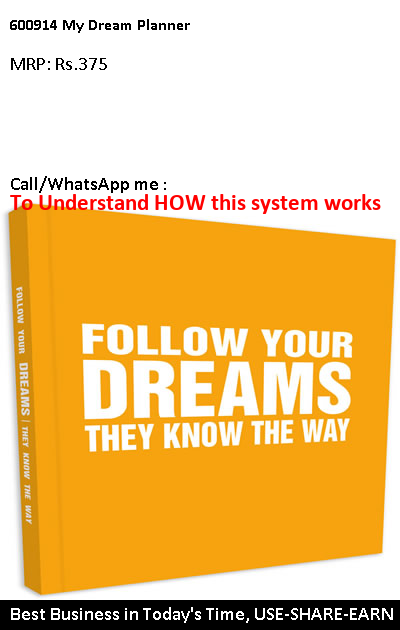 600914 My Dream Planner
MRP: Rs.375
Call/WhatsApp me :
To Understand HOW this system works
FOLLOW YOUR DREAMS | THEY KNOW THE WAY
FOLLOW YOUR
DREAMS
THEY KNOW THE WAY
Best Business in Today's Time, USE-SHARE-EARN